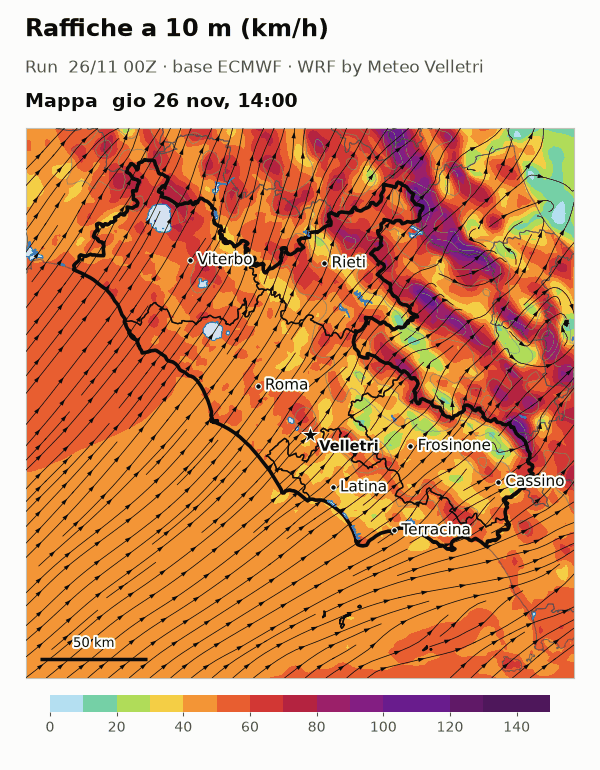 Raffiche a 10 m (km/h)
Run 26/11 00Z · base ECMWF · WRF by Meteo Velletri
Mappa gio 26 nov, 14:00
Viterbo
Rieti
Roma
Velletri
Frosinone
Cassino
Latina
Terracina
50 km
0 20 40 60 80 100 120 140